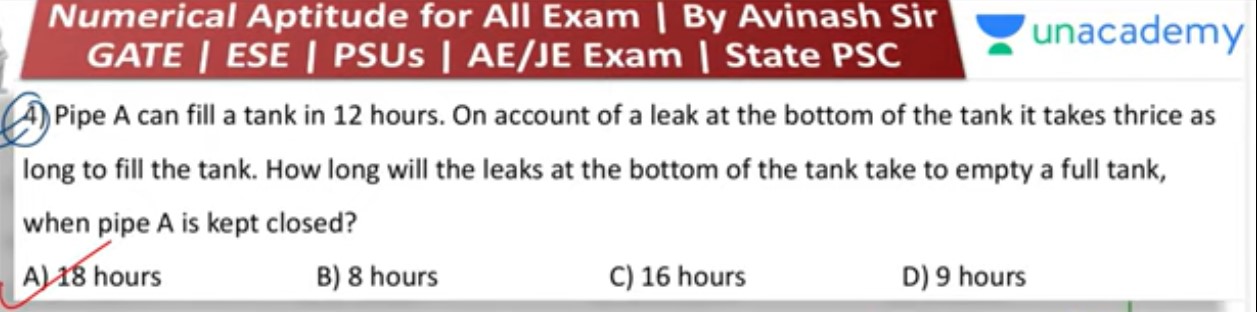 Numerical Aptitude for All Exam | By Avinash Sir
GATE | ESE | PSUs | AE/JE Exam | State PSC
unacademy
4) Pipe A can fill a tank in 12 hours. On account of a leak at the bottom of the tank it takes thrice as
long to fill the tank. How long will the leaks at the bottom of the tank take to empty a full tank,
when pipe A is kept closed?
A) 18 hours B) 8 hours C) 16 hours D) 9 hours